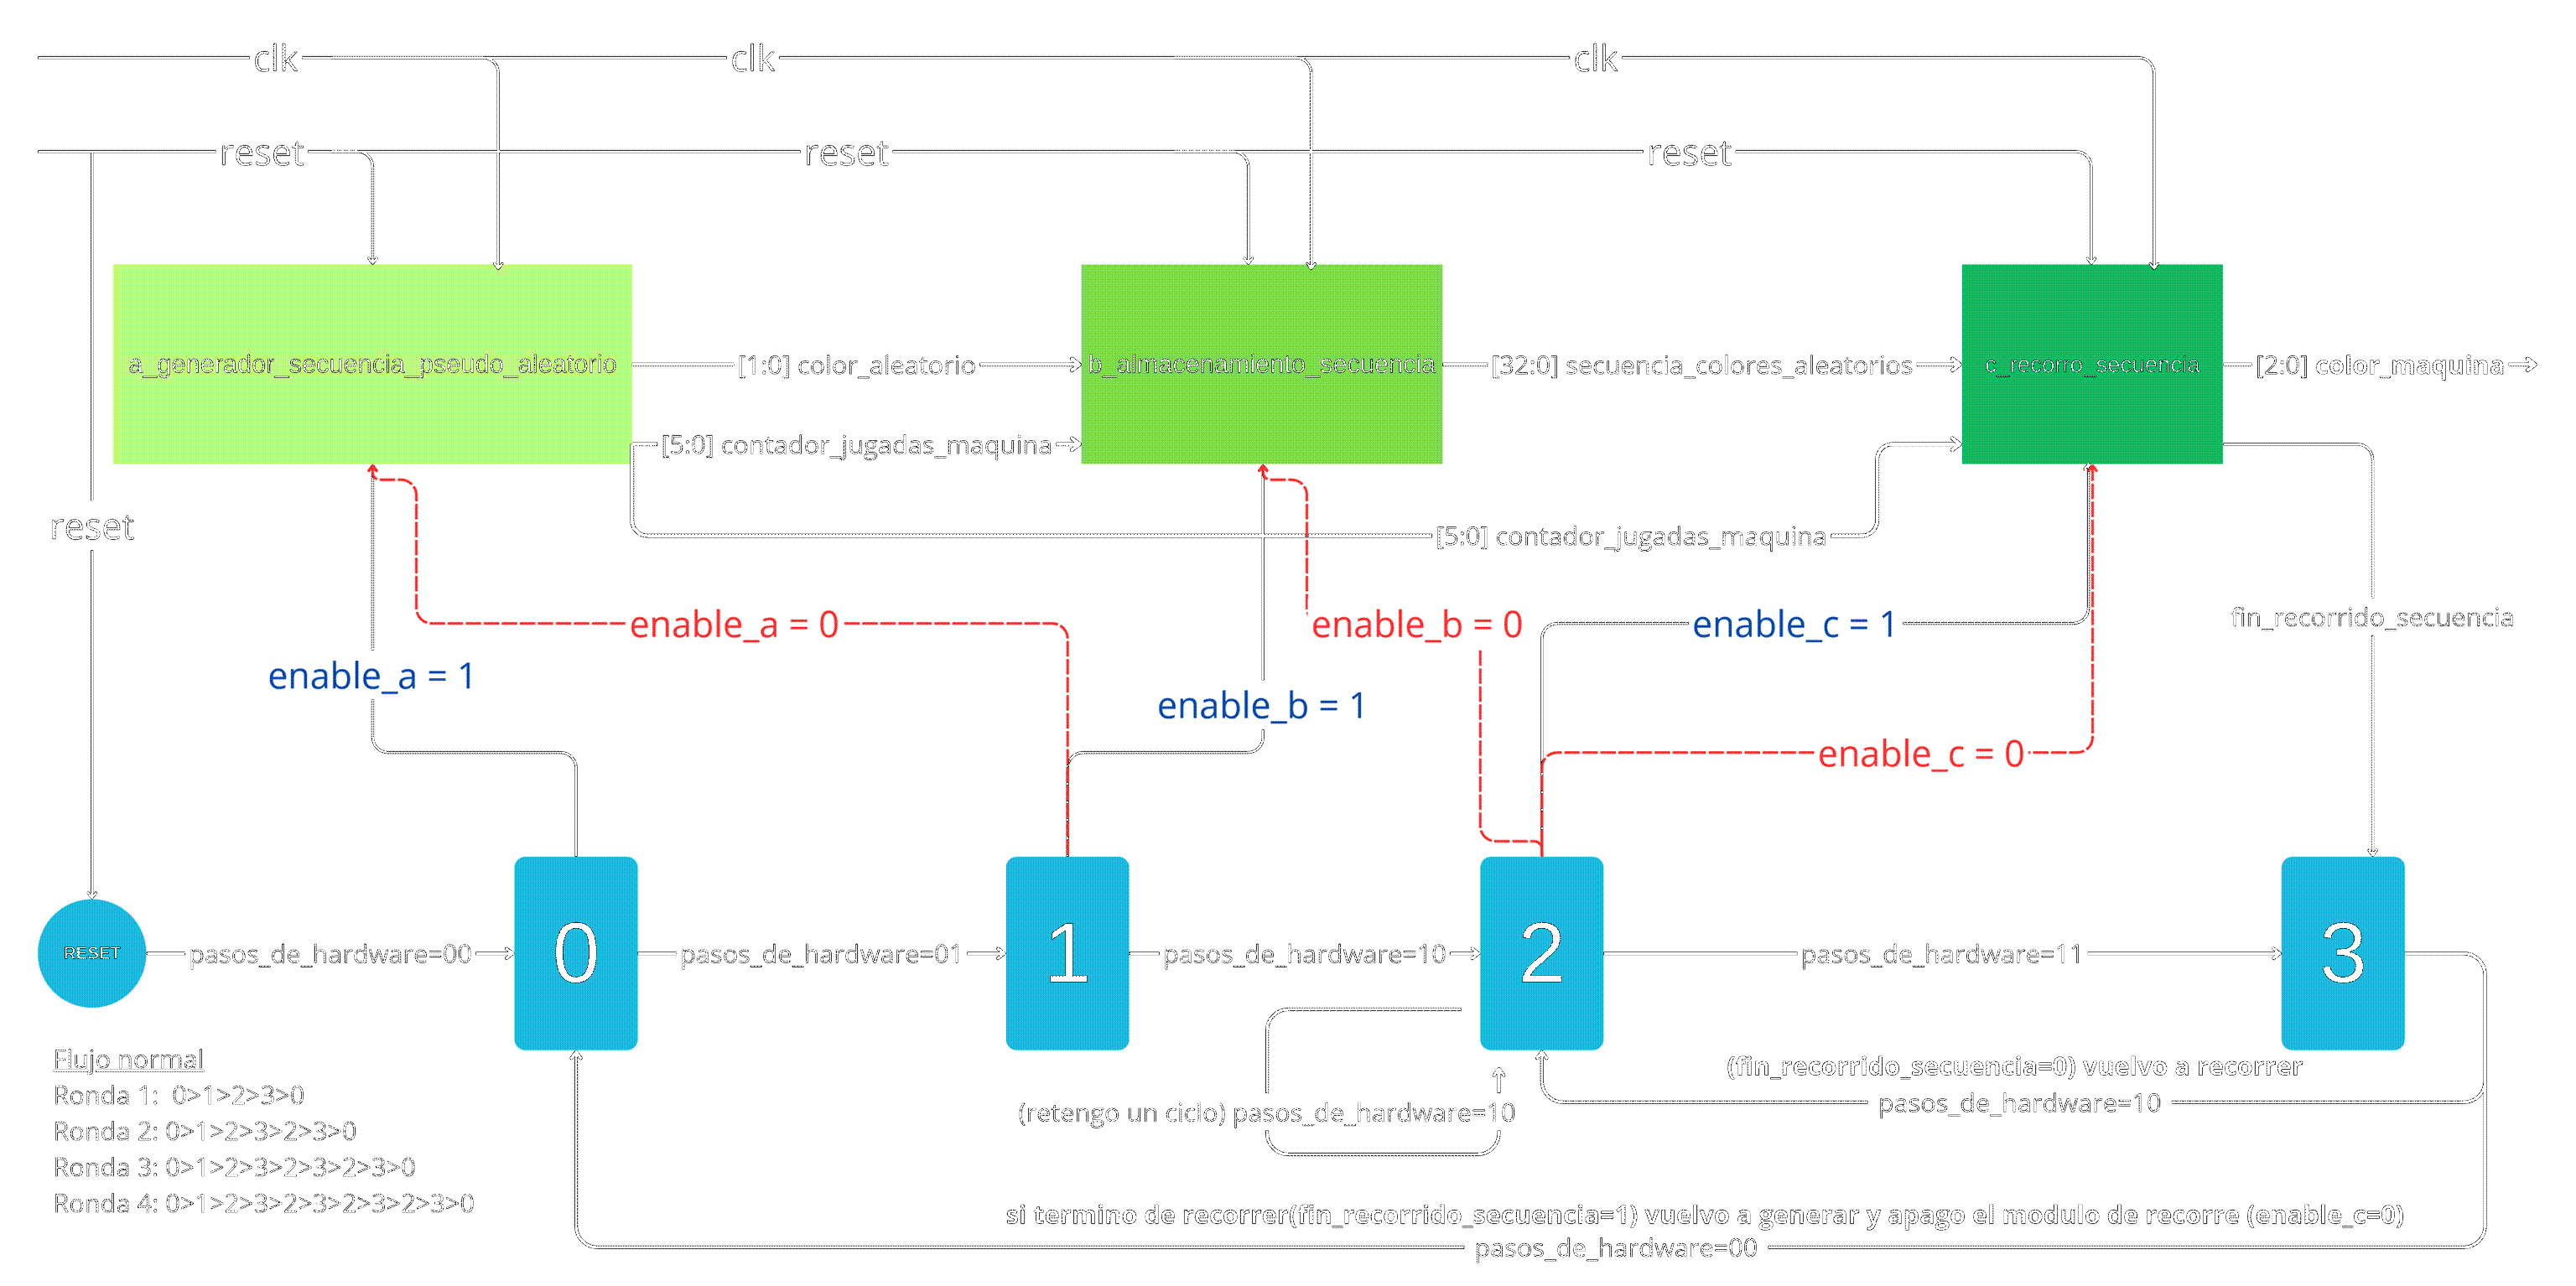 clk
clk
clk
reset
reset
reset
a_generador_secuencia_pseudo_aleatorio
[1:0] color_aleatorio
b_almacenamiento_secuencia
[32:0] secuencia_colores_aleatorios
c_recorro_secuencia
[2:0] color_maquina
[5:0] contador_jugadas_maquina
reset
[5:0] contador_jugadas_maquina
enable_a = 0
enable_b = 0
enable_c = 1
fin_recorrido_secuencia
enable_a = 1
enable_b = 1
enable_c = 0
RESET
pasos_de_hardware=00
0
pasos_de_hardware=01
1
pasos_de_hardware=10
2
pasos_de_hardware=11
3
Flujo normal
Ronda 1:  0>1>2>3>0
Ronda 2: 0>1>2>3>2>3>0
Ronda 3: 0>1>2>3>2>3>2>3>0
Ronda 4: 0>1>2>3>2>3>2>3>2>3>0
(retengo un ciclo) pasos_de_hardware=10
(fin_recorrido_secuencia=0) vuelvo a recorrer
pasos_de_hardware=10
si termino de recorrer(fin_recorrido_secuencia=1) vuelvo a generar y apago el modulo de recorre (enable_c=0)
pasos_de_hardware=00